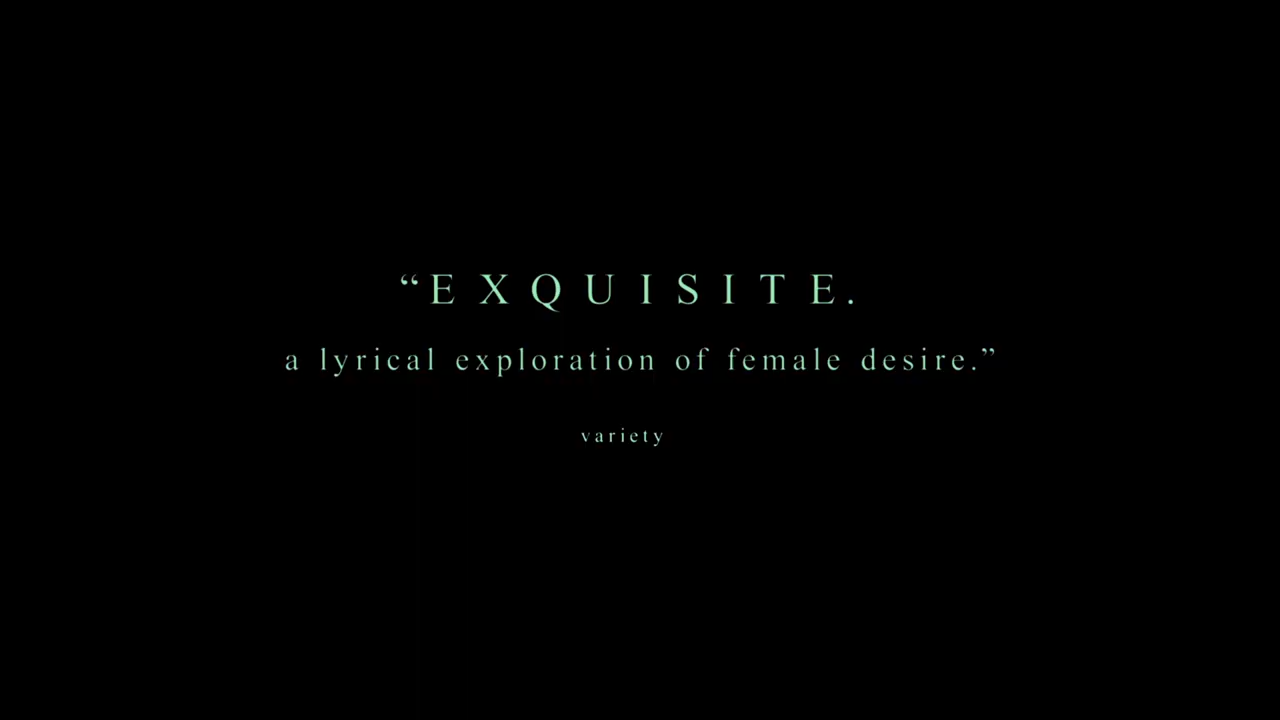 “EXQUISITE.
a lyrical exploration of female desire.”
variety